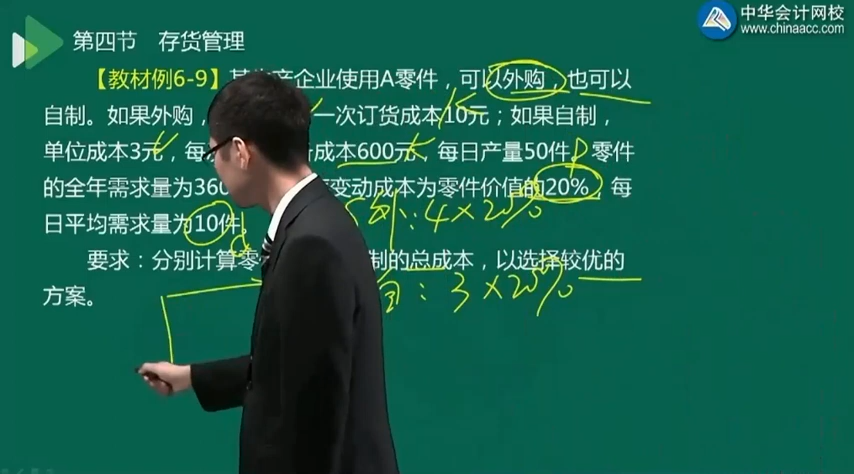 中华会计网校
www.chinaacc.com
第四节 存货管理
【教材例6-9】某生产企业使用A零件，可以外购，也可以
自制。如果外购， 一次订货成本10元；如果自制，
单位成本3元，每 成本600元，每日产量50件。零件
的全年需求量为360 变动成本为零件价值的20%，每
日平均需求量为10件。
d
外：4×20%
要求：分别计算零 制的总成本，以选择较优的
自：3×20%
方案。